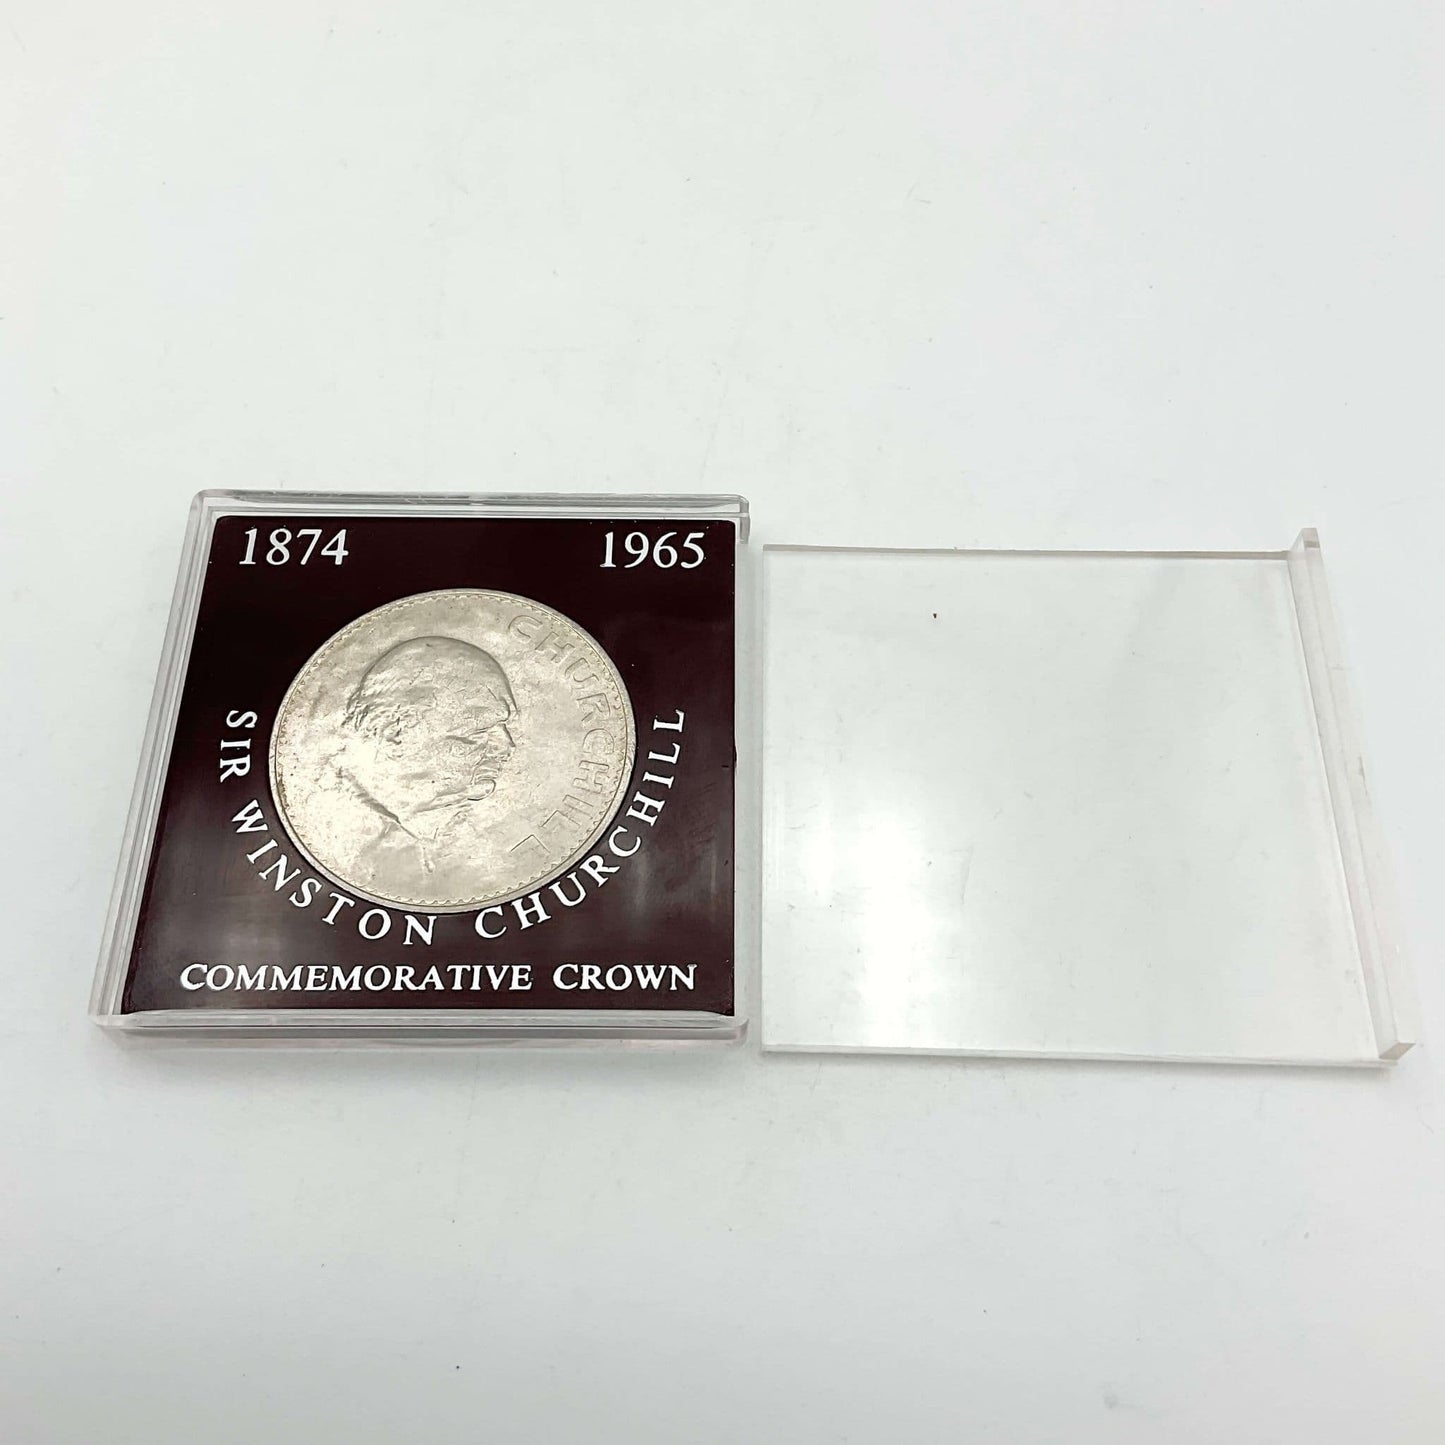 1874 1965
CHURCHILL
SIR WINSTON CHURCHILL
COMMEMORATIVE CROWN